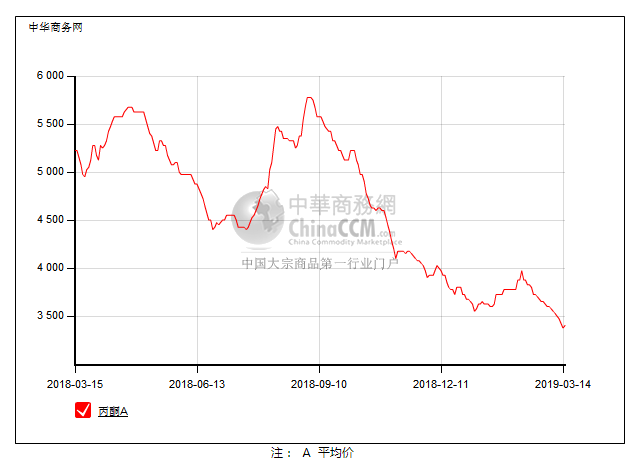 中华商务网
6 000
5 500
5 000
4 500
4 000
3 500
中華商務網
ChinaCCM.com
China Commodity Marketplace
中国大宗商品第一行业门户
2018-03-15 2018-06-13 2018-09-10 2018-12-11 2019-03-14
丙酮A
注： A 平均价